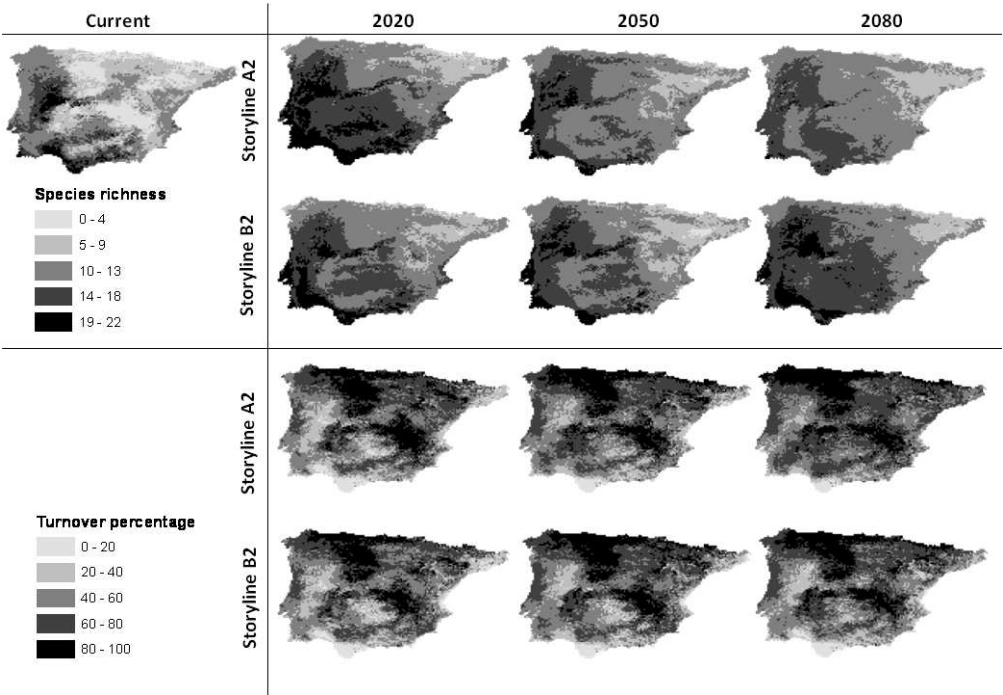 Current
2020
2050
2080
Storyline A2
Species richness
0 - 4
5 - 9
10 - 13
14 - 18
19 - 22
Storyline B2
Storyline A2
Turnover percentage
0 - 20
20 - 40
40 - 60
60 - 80
80 - 100
Storyline B2